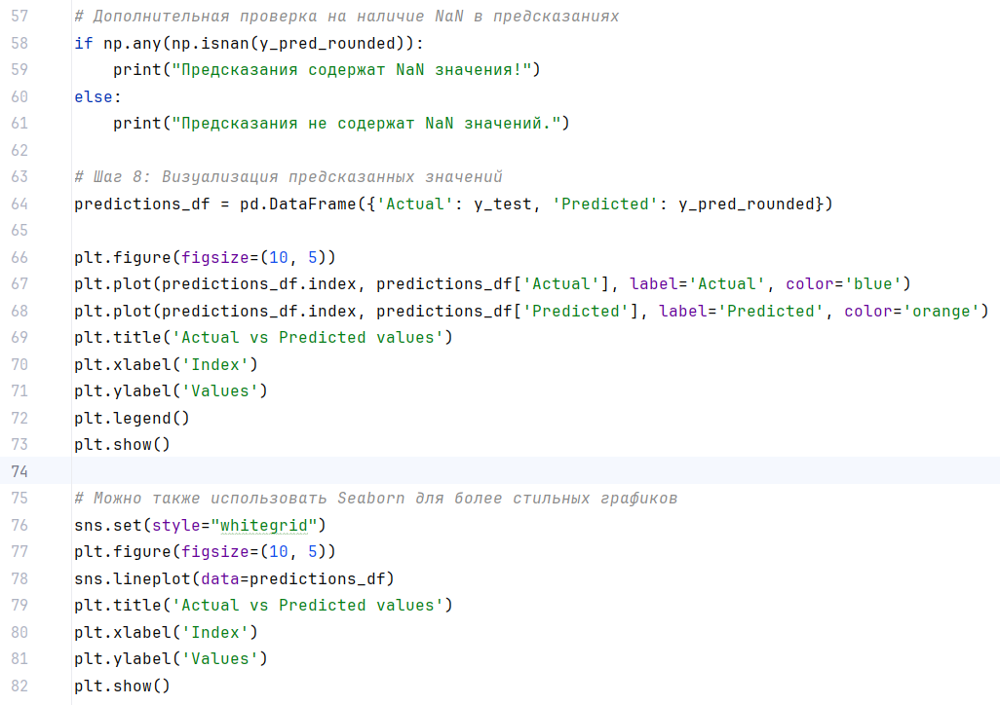 57 # Дополнительная проверка на наличие NaN в предсказаниях
58 if np.any(np.isnan(y_pred_rounded)):
59     print("Предсказания содержат NaN значения!")
60 else:
61     print("Предсказания не содержат NaN значений.")
62
63 # Шаг 8: Визуализация предсказанных значений
64 predictions_df = pd.DataFrame({'Actual': y_test, 'Predicted': y_pred_rounded})
65
66 plt.figure(figsize=(10, 5))
67 plt.plot(predictions_df.index, predictions_df['Actual'], label='Actual', color='blue')
68 plt.plot(predictions_df.index, predictions_df['Predicted'], label='Predicted', color='orange')
69 plt.title('Actual vs Predicted values')
70 plt.xlabel('Index')
71 plt.ylabel('Values')
72 plt.legend()
73 plt.show()
74
75 # Можно также использовать Seaborn для более стильных графиков
76 sns.set(style="whitegrid")
77 plt.figure(figsize=(10, 5))
78 sns.lineplot(data=predictions_df)
79 plt.title('Actual vs Predicted values')
80 plt.xlabel('Index')
81 plt.ylabel('Values')
82 plt.show()